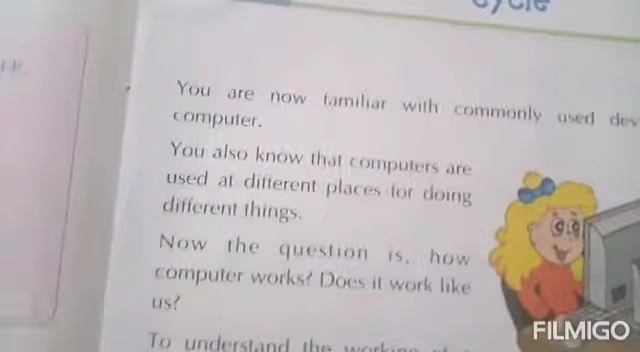 cycle
You are now familiar with commonly used
computer.
You also know that computers are
used at different places for doing
different things.
Now the question is, how
computer works? Does it work like
us?
To understand the working
FILMIGO